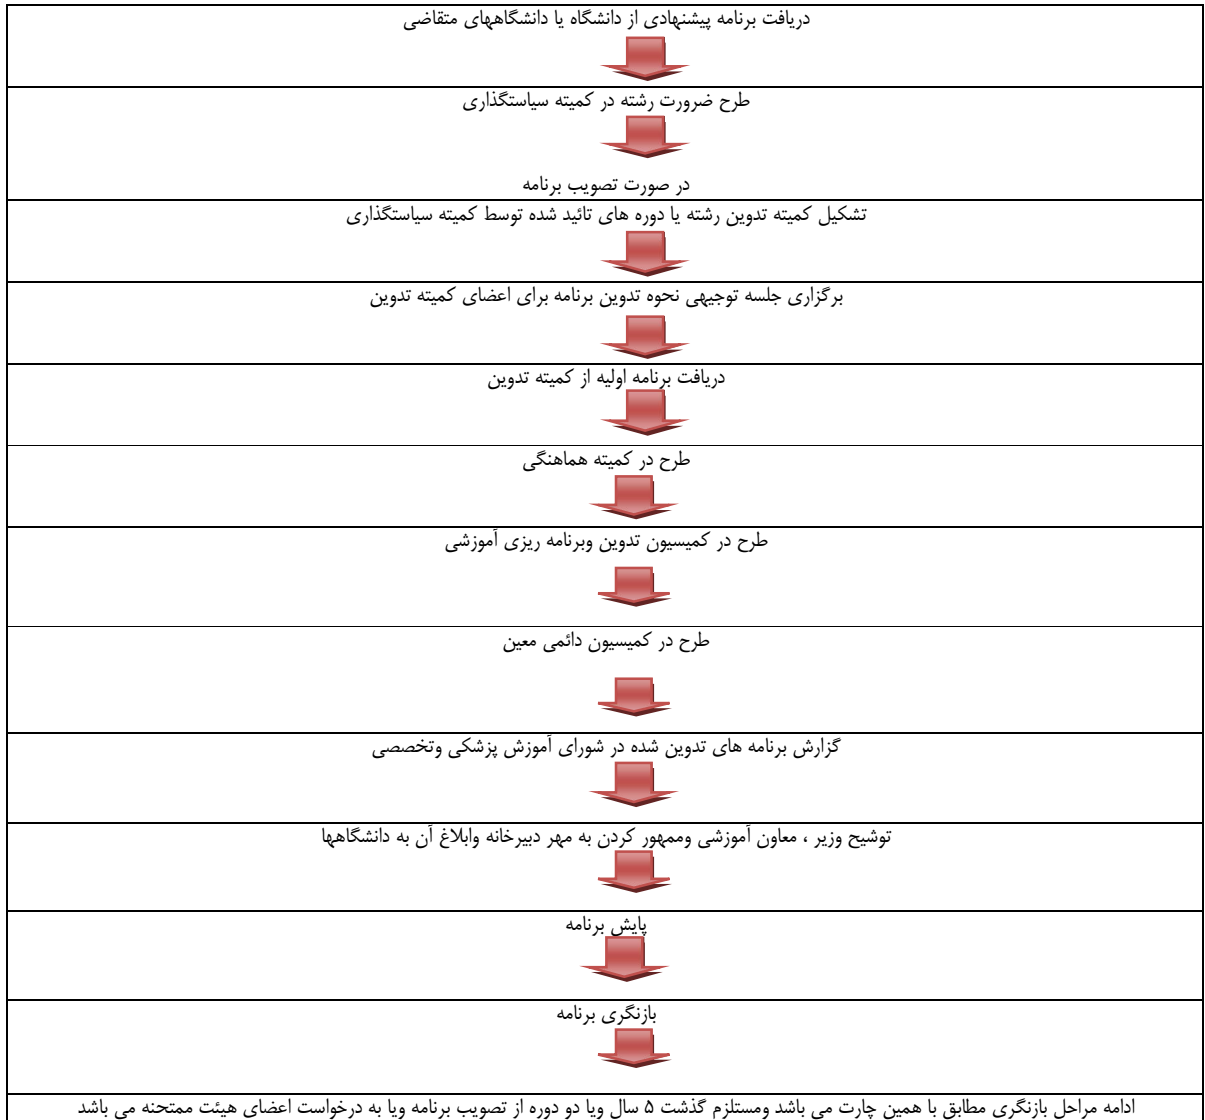 دریافت برنامه پیشنهادی از دانشگاه یا دانشگاههای متقاضی
طرح ضرورت رشته در کمیته سیاستگذاری
در صورت تصویب برنامه
تشکیل کمیته تدوین رشته یا دوره های تائید شده توسط کمیته سیاستگذاری
برگزاری جلسه توجیهی نحوه تدوین برنامه برای اعضای کمیته تدوین
دریافت برنامه اولیه از کمیته تدوین
طرح در کمیته هماهنگی
طرح در کمیسیون تدوین وبرنامه ریزی آموزشی
طرح در کمیسیون دائمی معین
گزارش برنامه های تدوین شده در شورای آموزش پزشکی وتخصصی
توشیح وزیر ، معاون آموزشی وممهور کردن به مهر دبیرخانه وابلاغ آن به دانشگاهها
پایش برنامه
بازنگری برنامه
ادامه مراحل بازنگری مطابق با همین چارت می باشد ومستلزم گذشت ۵ سال ویا دو دوره از تصویب برنامه ویا به درخواست اعضای هیئت ممتحنه می باشد